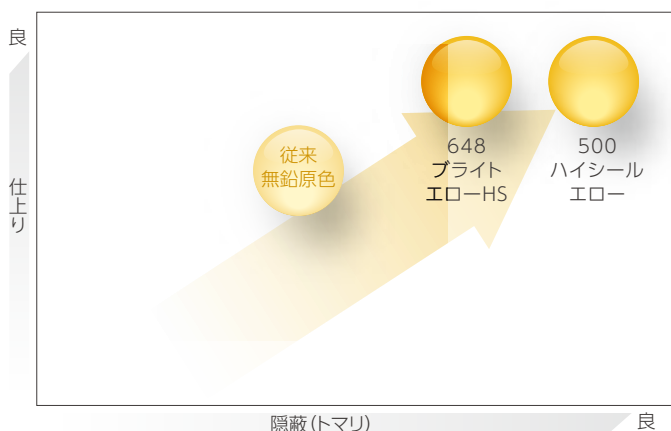 良
仕上り
従来
無鉛原色
648
ブライト
エローHS
500
ハイシール
エロー
隠蔽(トマリ)
良